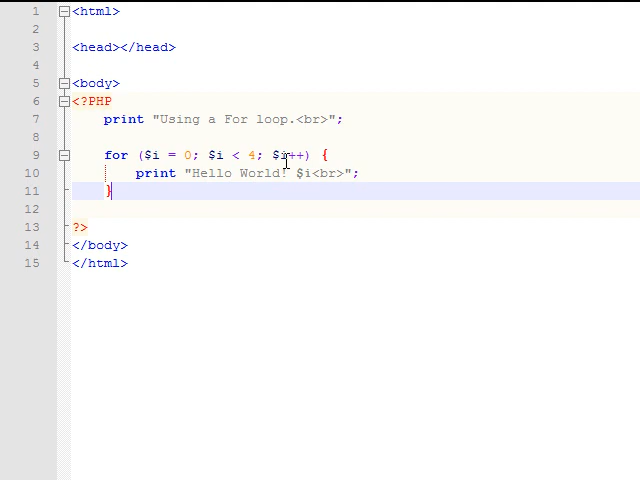 1 <html>
2
3 <head></head>
4
5 <body>
6 <?PHP
7 print "Using a For loop.<br>";
8
9 for ($i = 0; $i < 4; $i++) {
10 print "Hello World! $i<br>";
11 }
12
13 ?>
14 </body>
15 </html>